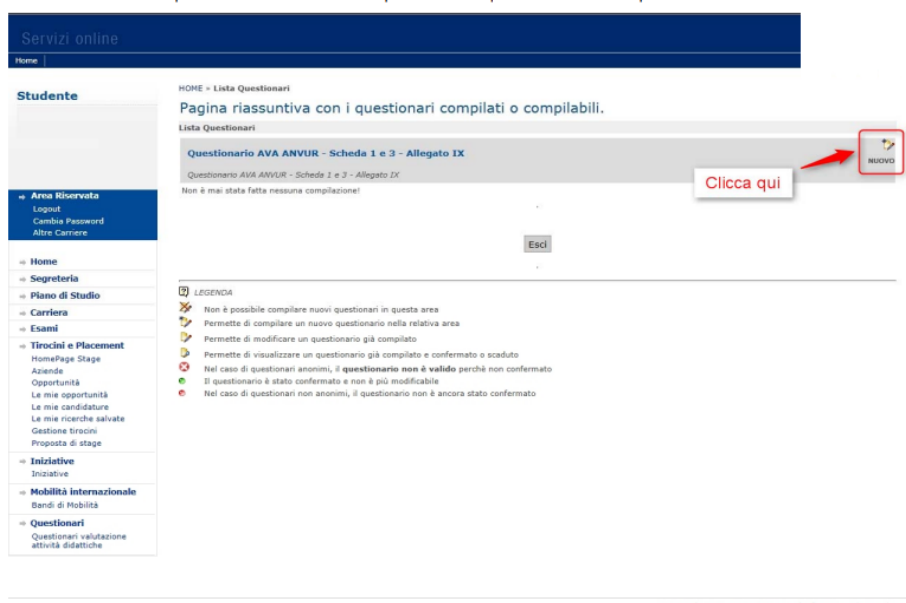 Servizi online
Home
Studente
HOME » Lista Questionari
Pagina riassuntiva con i questionari compilati o compilabili.
Lista Questionari
Questionario AVA ANVUR - Scheda 1 e 3 - Allegato IX
NUOVO
Questionario AVA ANVUR - Scheda 1 e 3 - Allegato IX
Clicca qui
Non è mai stata fatta nessuna compilazione!
Area Riservata
Logout
Cambia Password
Altre Carriere
Esci
Home
Segreteria
Piano di Studio
Carriera
Esami
Tirocini e Placement
HomePage Stage
Aziende
Opportunità
Le mie opportunità
Le mie candidature
Le mie ricerche salvate
Gestione tirocini
Proposta di stage
Iniziative
Iniziative
Mobilità internazionale
Bandi di Mobilità
Questionari
Questionari valutazione
attività didattiche
LEGENDA
Non è possibile compilare nuovi questionari in questa area
Permette di compilare un nuovo questionario nella relativa area
Permette di modificare un questionario già compilato
Permette di visualizzare un questionario già compilato e confermato o scaduto
Nel caso di questionari anonimi, il questionario non è valido perchè non confermato
Il questionario è stato confermato e non è più modificabile
Nel caso di questionari non anonimi, il questionario non è ancora stato confermato